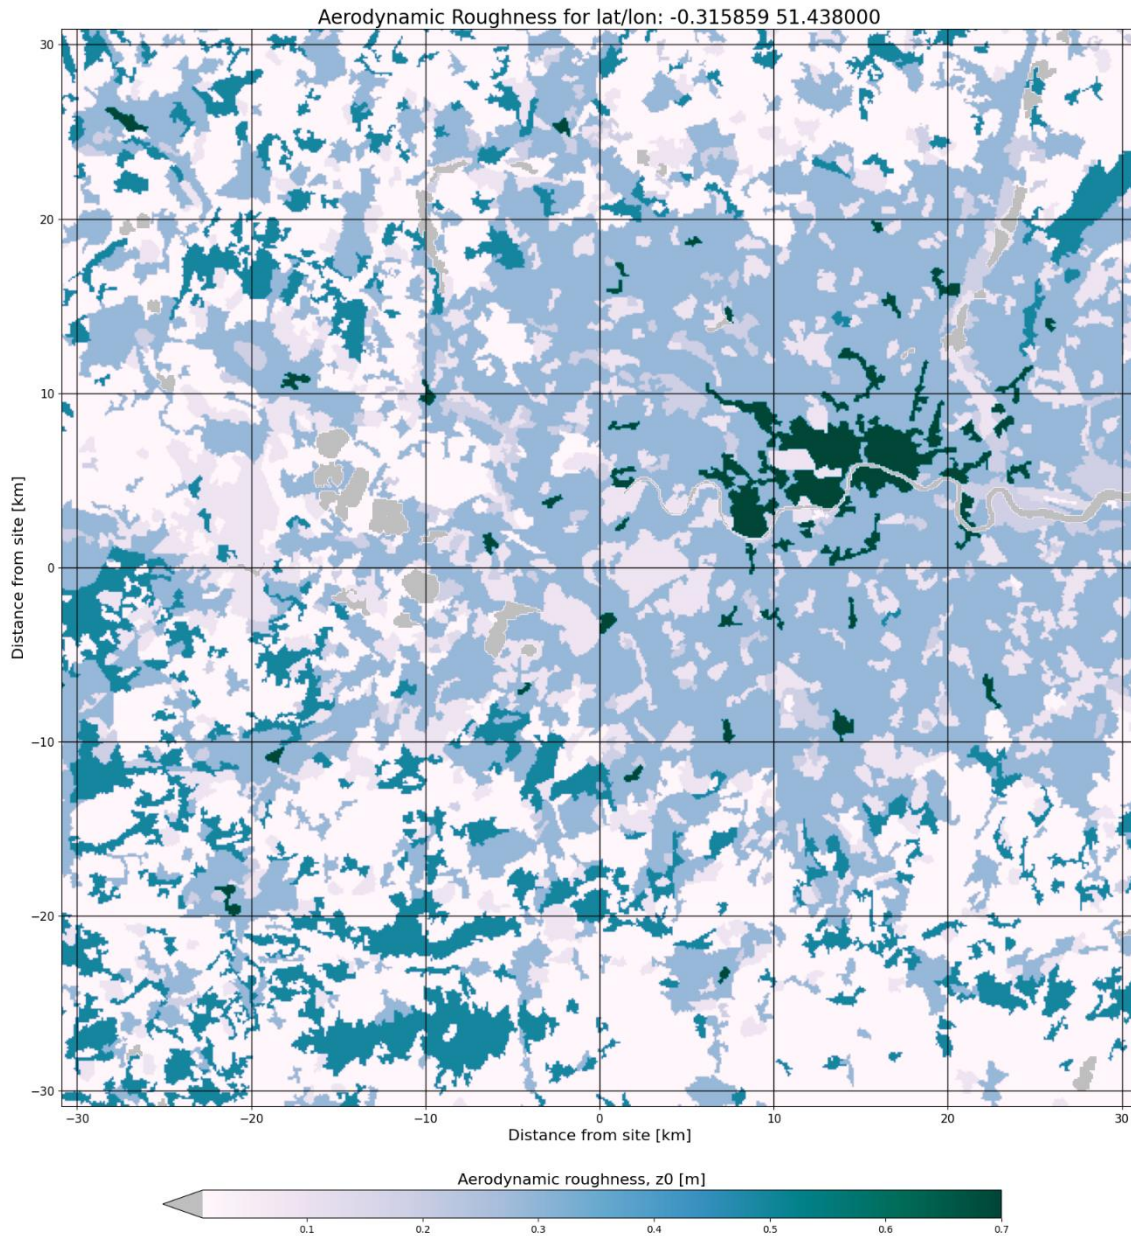 Aerodynamic Roughness for lat/lon: -0.315859 51.438000
30
20
10
0
−10
−20
−30
Distance from site [km]
−30 −20 −10 0 10 20 30
Distance from site [km]
Aerodynamic roughness, z0 [m]
0.1 0.2 0.3 0.4 0.5 0.6 0.7